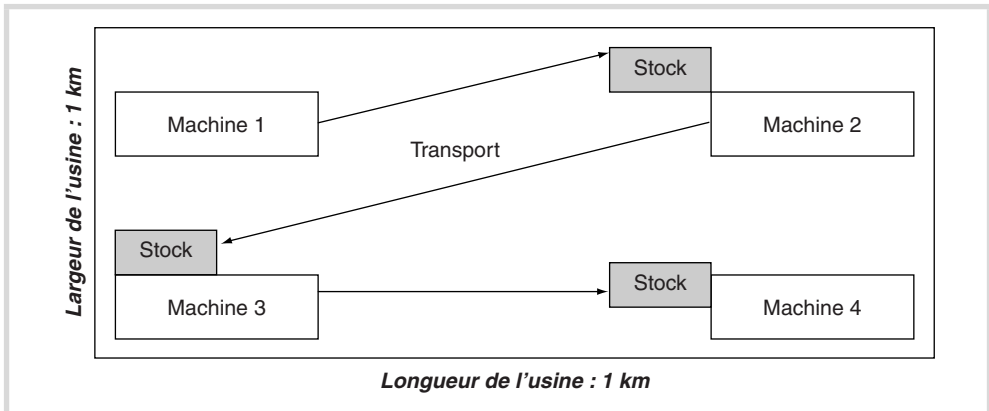 Largeur de l'usine : 1 km
Stock
Machine 1
Machine 2
Transport
Stock
Stock
Machine 3
Machine 4
Longueur de l'usine : 1 km